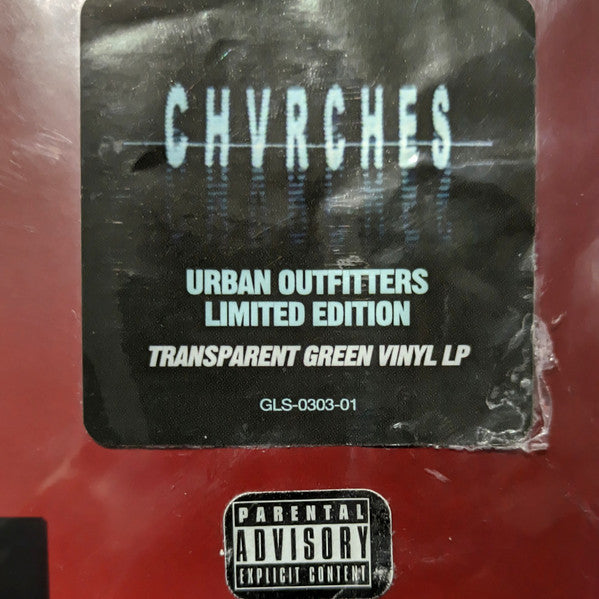 CHVRCHES
URBAN OUTFITTERS
LIMITED EDITION
TRANSPARENT GREEN VINYL LP
GLS-0303-01
PARENTAL
ADVISORY
EXPLICIT CONTENT